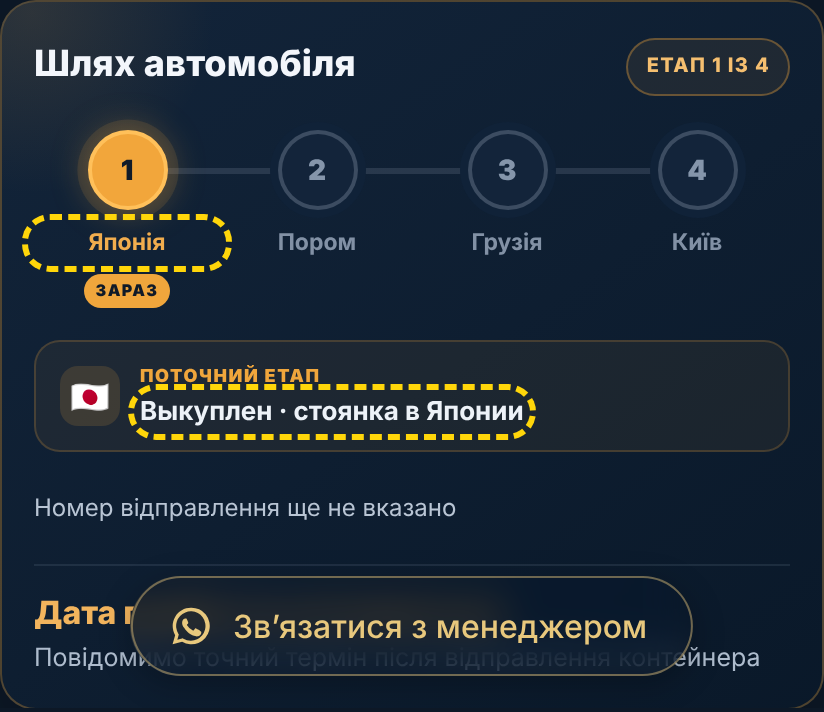 Шлях автомобіля
ЕТАП 1 ІЗ 4
1
2
3
4
Японія
Пором
Грузія
Київ
ЗАРАЗ
ПОТОЧНИЙ ЕТАП
Выкуплен · стоянка в Японии
Номер відправлення ще не вказано
Дата
Зв’язатися з менеджером
Повідомимо точний термін після відправлення контейнера